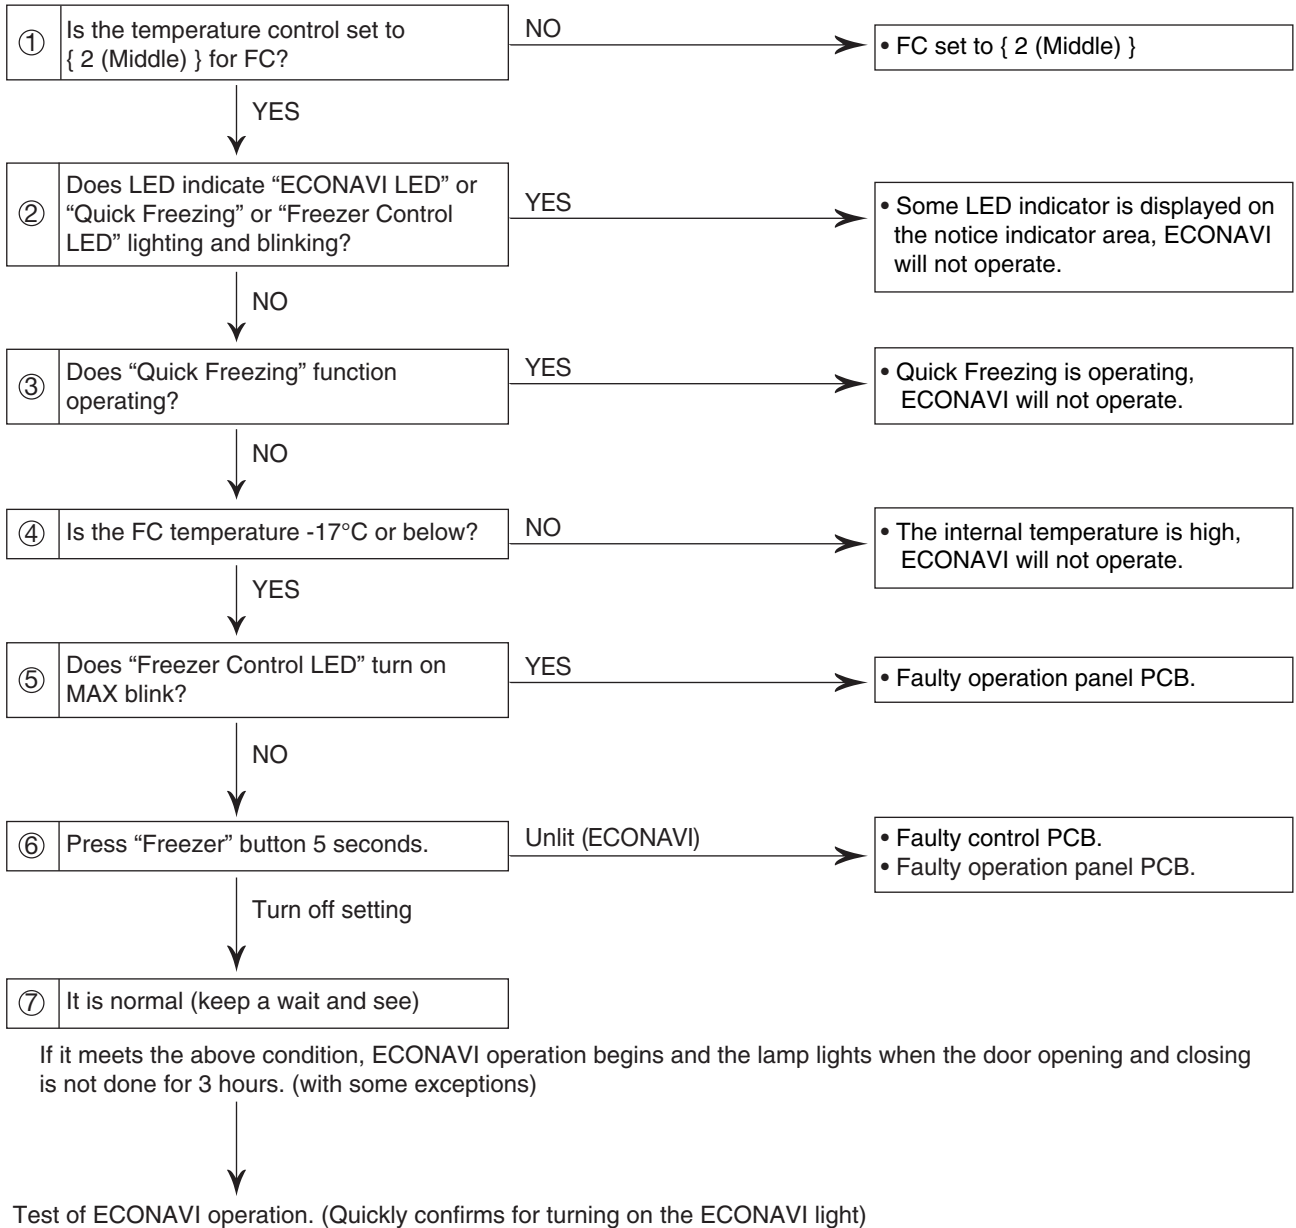 ① Is the temperature control set to
{ 2 (Middle) } for FC?
NO
• FC set to { 2 (Middle) }
YES
② Does LED indicate “ECONAVI LED” or
“Quick Freezing” or “Freezer Control
LED” lighting and blinking?
YES
• Some LED indicator is displayed on
the notice indicator area, ECONAVI
will not operate.
NO
③ Does “Quick Freezing” function
operating?
YES
• Quick Freezing is operating,
ECONAVI will not operate.
NO
④ Is the FC temperature -17°C or below?
NO
• The internal temperature is high,
ECONAVI will not operate.
YES
⑤ Does “Freezer Control LED” turn on
MAX blink?
YES
• Faulty operation panel PCB.
NO
⑥ Press “Freezer” button 5 seconds.
Unlit (ECONAVI)
• Faulty control PCB.
• Faulty operation panel PCB.
Turn off setting
⑦ It is normal (keep a wait and see)
If it meets the above condition, ECONAVI operation begins and the lamp lights when the door opening and closing
is not done for 3 hours. (with some exceptions)
Test of ECONAVI operation. (Quickly confirms for turning on the ECONAVI light)